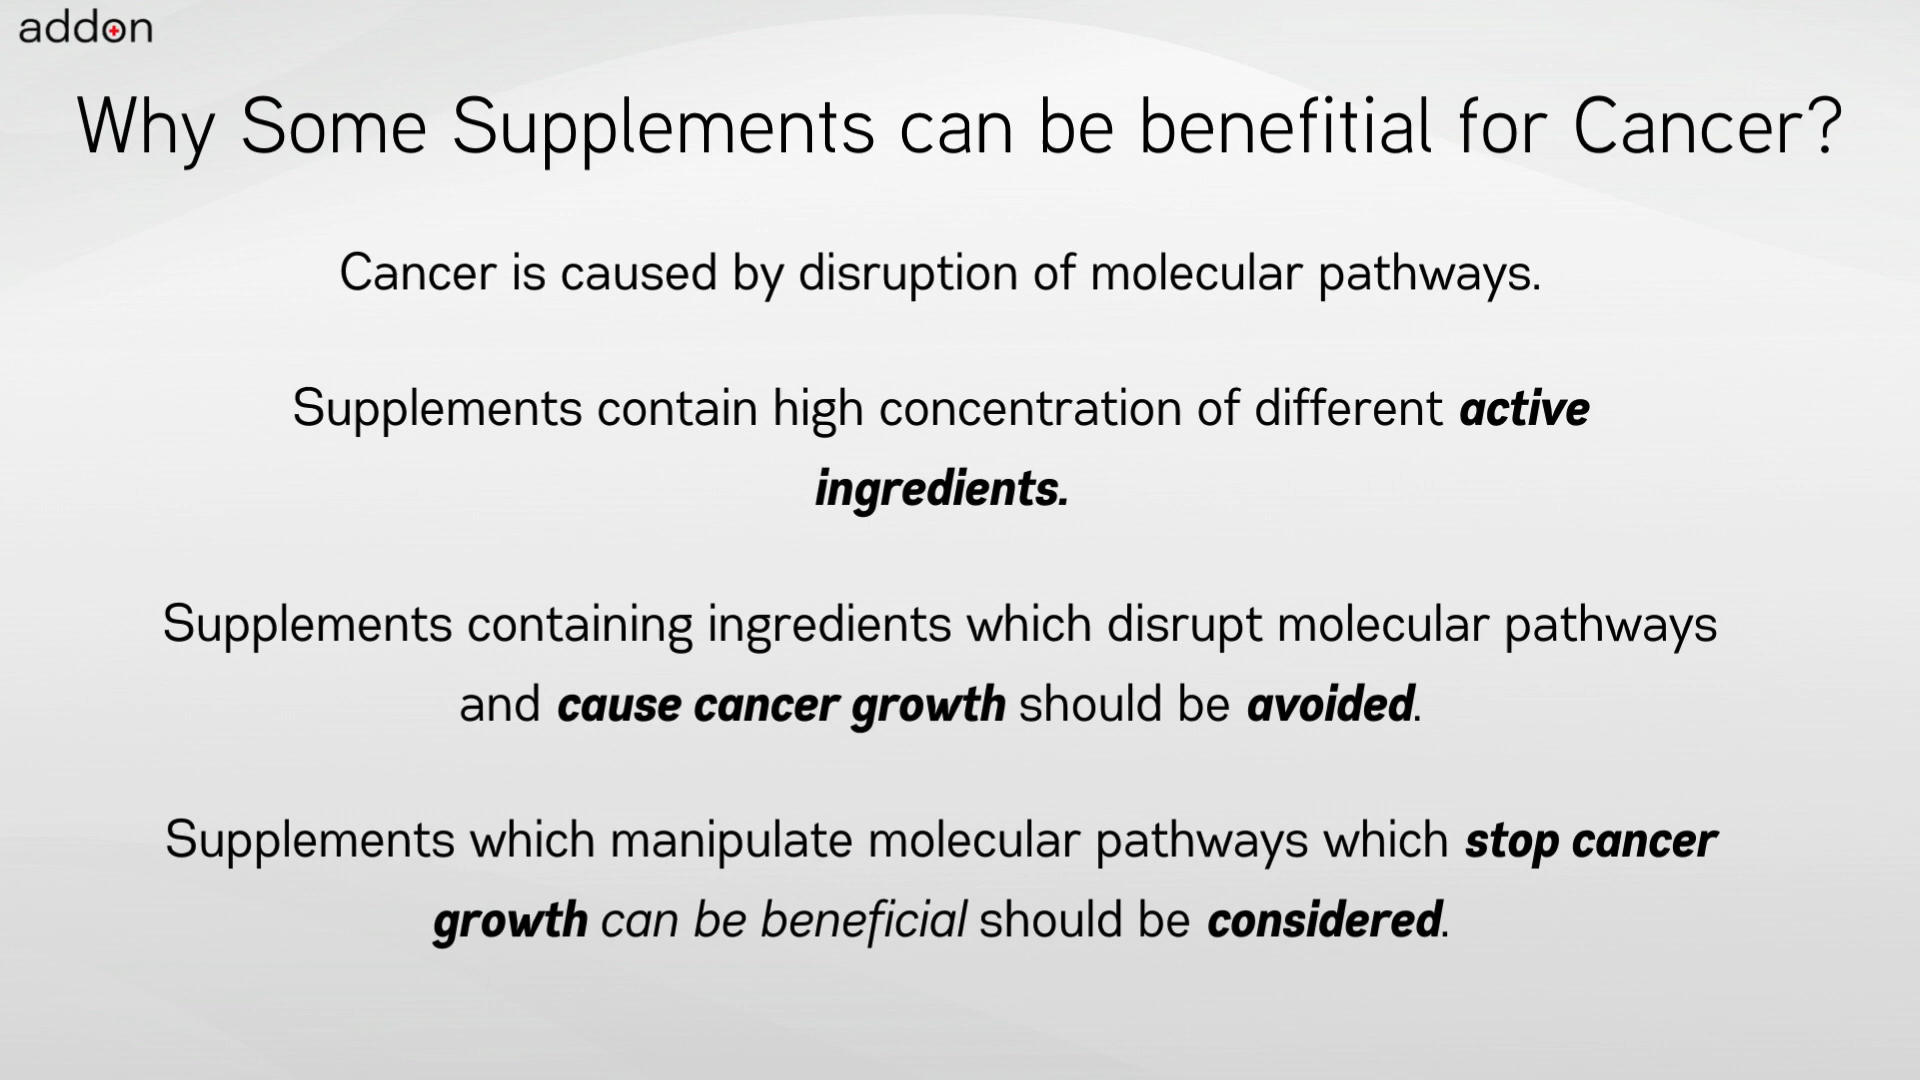 addon
Why Some Supplements can be benefitial for Cancer?
Cancer is caused by disruption of molecular pathways.
Supplements contain high concentration of different active
ingredients.
Supplements containing ingredients which disrupt molecular pathways
and cause cancer growth should be avoided.
Supplements which manipulate molecular pathways which stop cancer
growth can be beneficial should be considered.